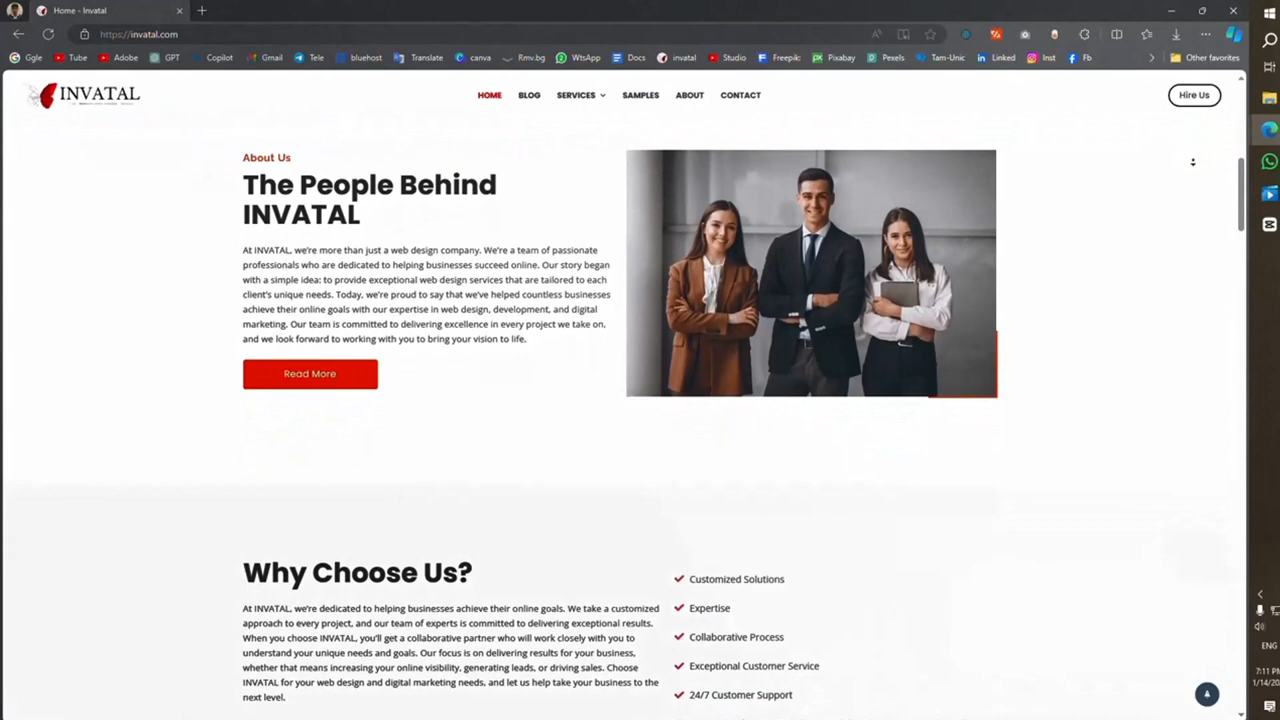 Home - Invatal
https://invatal.com
Ggle
Tube
Adobe
GPT
Copilot
Gmail
Tele
bluehost
Translate
canva
Rmv.bg
WtsApp
Docs
invatal
Studio
Freepik
Pixabay
Pexels
Tam-Unic
Linked
Inst
Fb
Other favorites
INVATAL
HOME
BLOG
SERVICES
SAMPLES
ABOUT
CONTACT
Hire Us
About Us
The People Behind
INVATAL
At INVATAL, we're more than just a web design company. We're a team of passionate
professionals who are dedicated to helping businesses succeed online. Our story began
with a simple idea: to provide exceptional web design services that are tailored to each
client's unique needs. Today, we're proud to say that we've helped countless businesses
achieve their online goals with our expertise in web design, development, and digital
marketing. Our team is committed to delivering excellence in every project we take on,
and we look forward to working with you to bring your vision to life.
Read More
Why Choose Us?
At INVATAL, we're dedicated to helping businesses achieve their online goals. We take a customized
approach to every project, and our team of experts is committed to delivering exceptional results.
When you choose INVATAL, you'll get a collaborative partner who will work closely with you to
understand your unique needs and goals. Our focus is on delivering results for your business,
whether that means increasing your online visibility, generating leads, or driving sales. Choose
INVATAL for your web design and digital marketing needs, and let us help take your business to the
next level.
Customized Solutions
Expertise
Collaborative Process
Exceptional Customer Service
24/7 Customer Support
ENG
7:11 PM